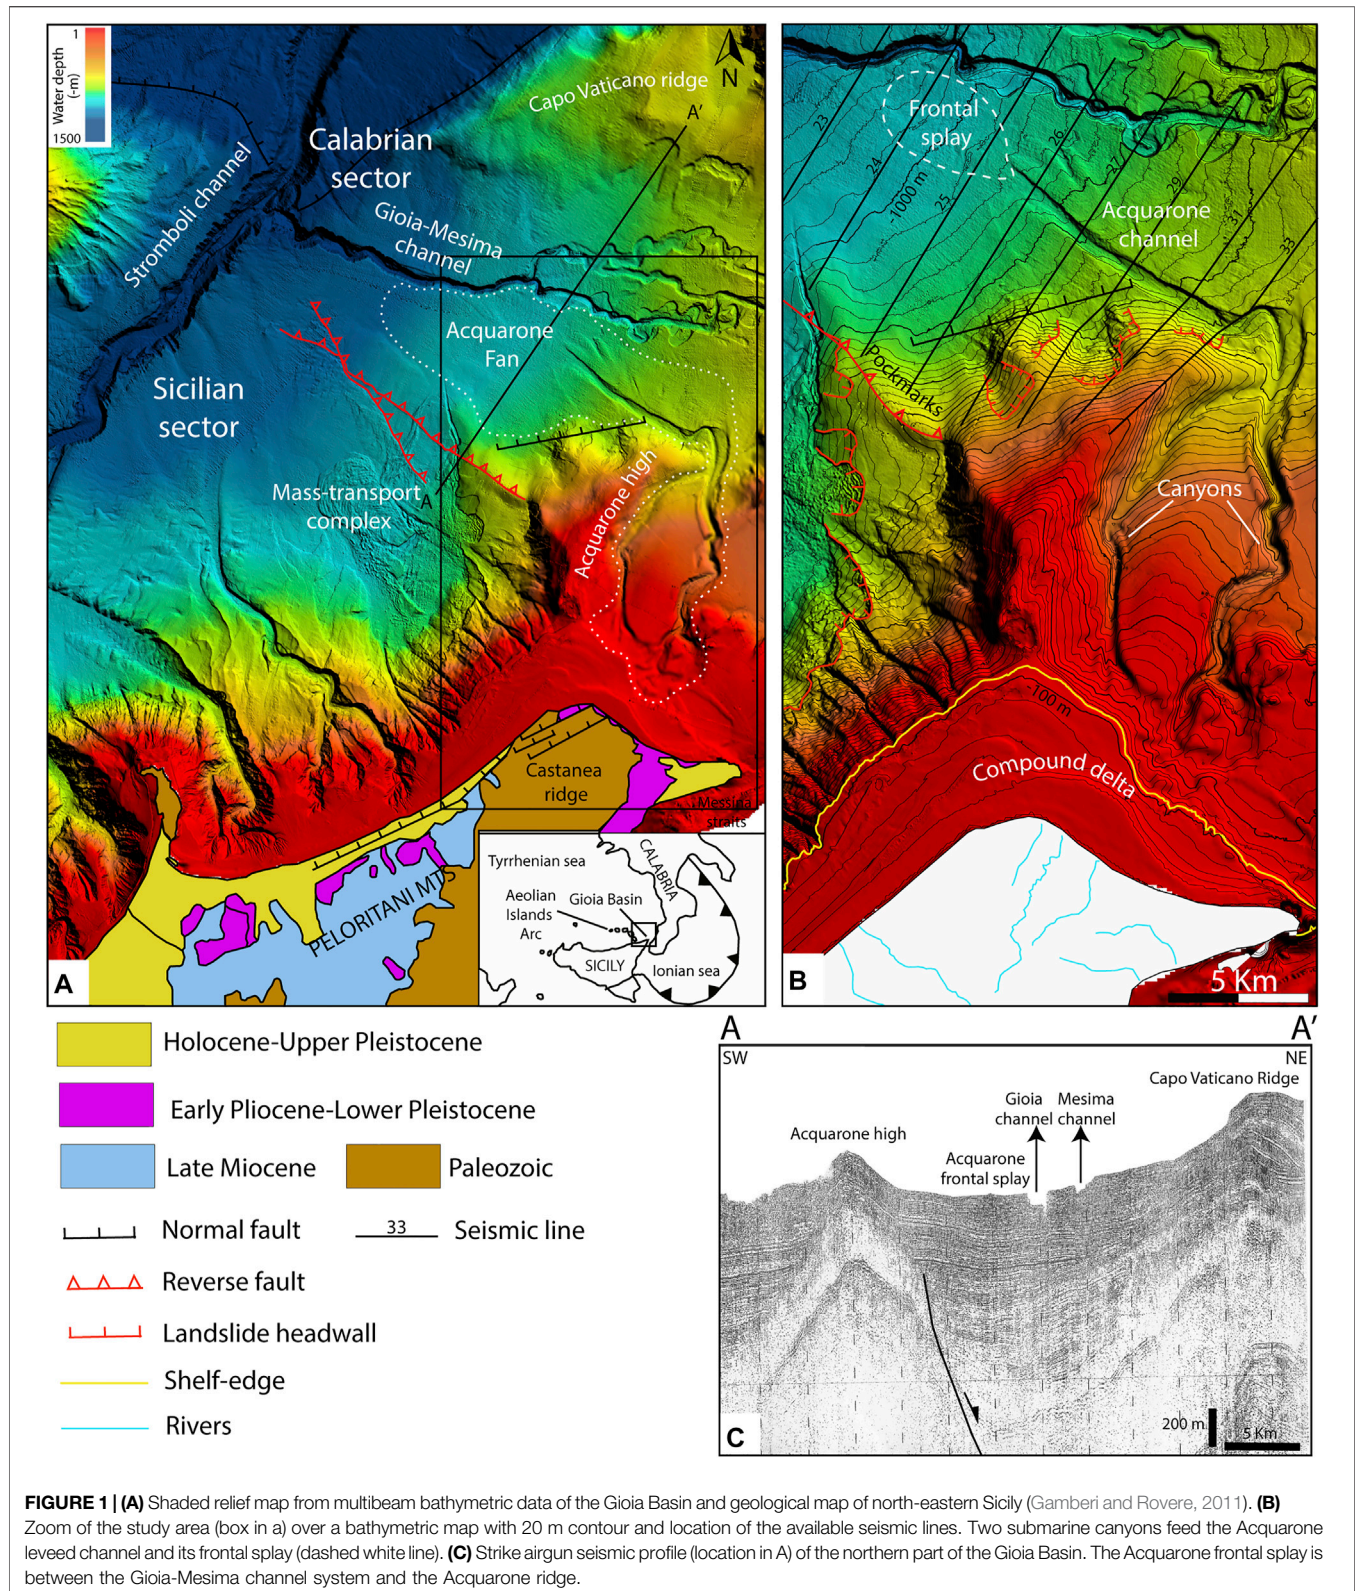 1
Water depth
(-m)
1500
N
Capo Vaticano ridge
A'
Calabrian
sector
Stromboli channel
Gioia-Mesima
channel
Acquarone
Fan
Sicilian
sector
Mass-transport
complex
A
Acquarone high
Castanea
ridge
Messina
straits
PELORITANI MTS
Tyrrhenian sea
CALABRIA
Aeolian
Islands
Arc
Gioia Basin
SICILY
Ionian sea
A
Frontal
splay
23
24
1000 m
25
26
27
29
31
33
Acquarone
channel
Pockmarks
Canyons
100 m
Compound delta
B
5 Km
Holocene-Upper Pleistocene
Early Pliocene-Lower Pleistocene
Late Miocene
Paleozoic
Normal fault
33
Seismic line
Reverse fault
Landslide headwall
Shelf-edge
Rivers
A
A'
SW
NE
Capo Vaticano Ridge
Gioia
channel
Mesima
channel
Acquarone high
Acquarone
frontal splay
200 m
5 Km
C
FIGURE 1 | (A) Shaded relief map from multibeam bathymetric data of the Gioia Basin and geological map of north-eastern Sicily (Gamberi and Rovere, 2011). (B)
Zoom of the study area (box in a) over a bathymetric map with 20 m contour and location of the available seismic lines. Two submarine canyons feed the Acquarone
leveed channel and its frontal splay (dashed white line). (C) Strike airgun seismic profile (location in A) of the northern part of the Gioia Basin. The Acquarone frontal splay is
between the Gioia-Mesima channel system and the Acquarone ridge.